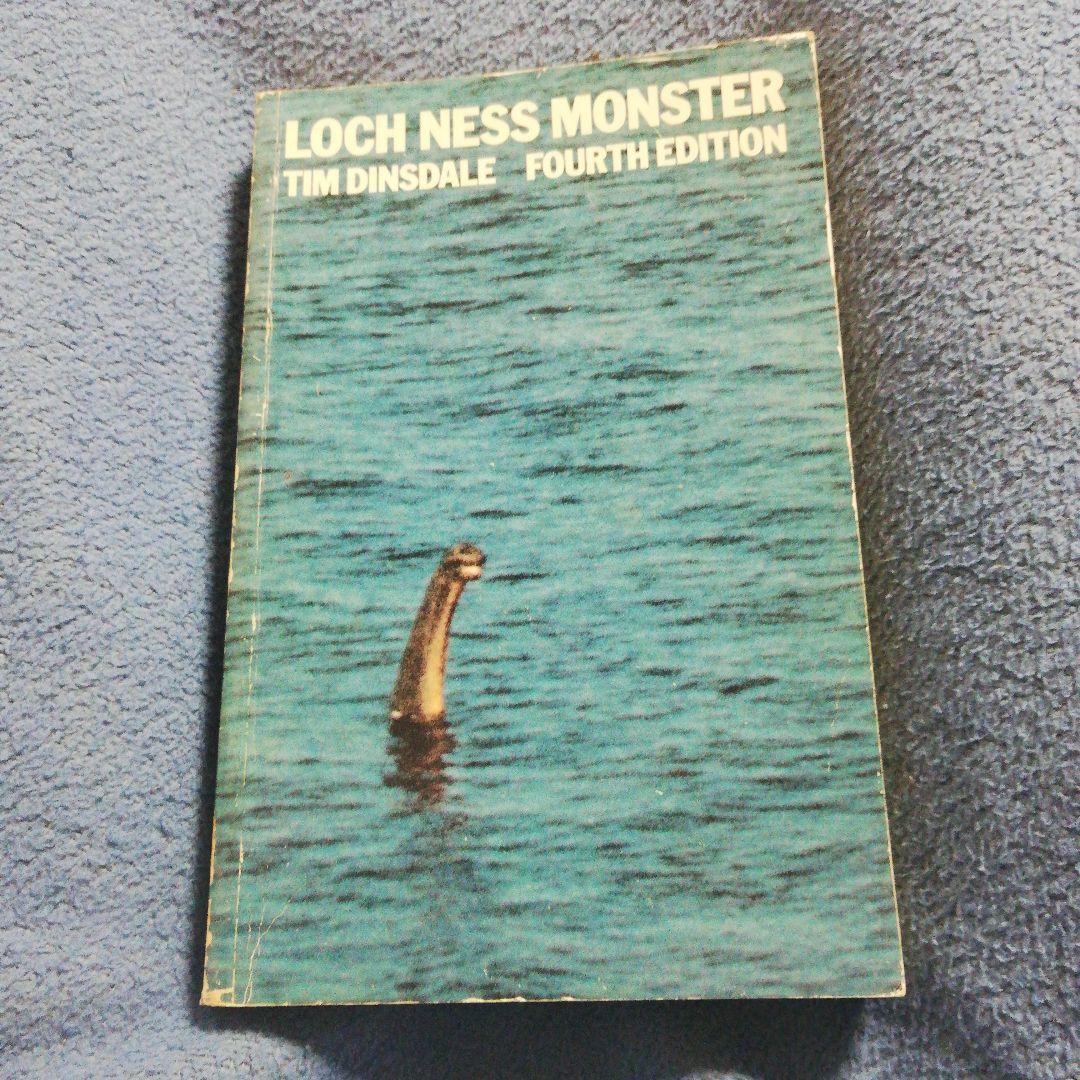 LOCH NESS MONSTER
TIM DINSDALE FOURTH EDITION